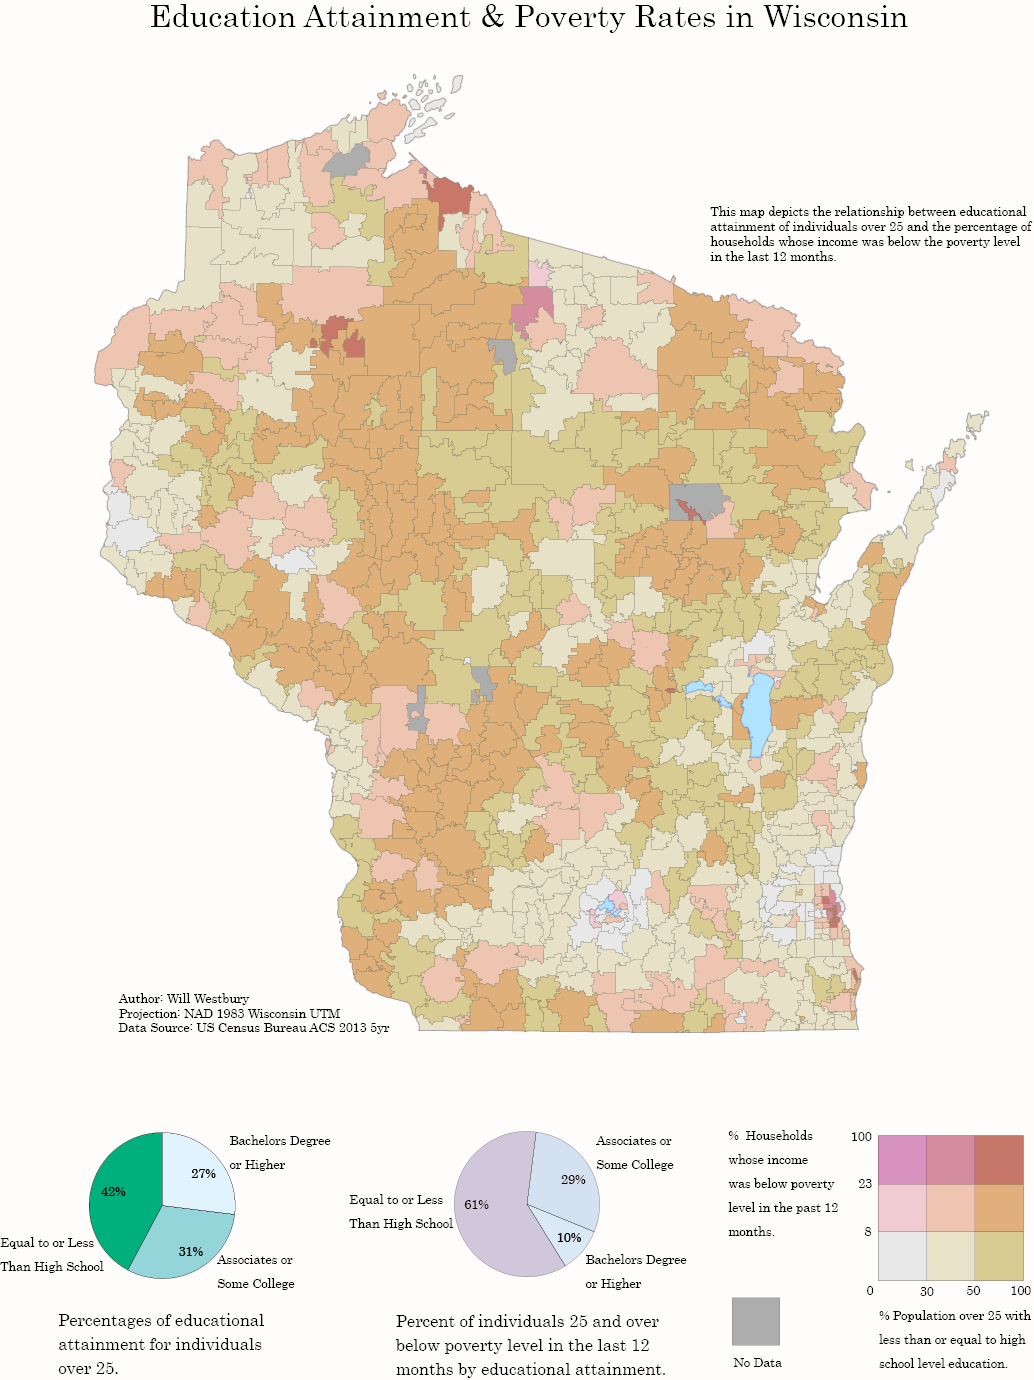 Education Attainment & Poverty Rates in Wisconsin
This map depicts the relationship between educational
attainment of individuals over 25 and the percentage of
households whose income was below the poverty level
in the last 12 months.
Author: Will Westbury
Projection: NAD 1983 Wisconsin UTM
Data Source: US Census Bureau ACS 2013 5yr
Bachelors Degree
or Higher
27%
42%
31%
Equal to or Less
Than High School
Associates or
Some College
Percentages of educational
attainment for individuals
over 25.
Associates or
Some College
29%
Equal to or Less
Than High School
61%
10%
Bachelors Degree
or Higher
Percent of individuals 25 and over
below poverty level in the last 12
months by educational attainment.
% Households
whose income
was below poverty
level in the past 12
months.
100
23
8
0 30 50 100
% Population over 25 with
less than or equal to high
school level education.
No Data